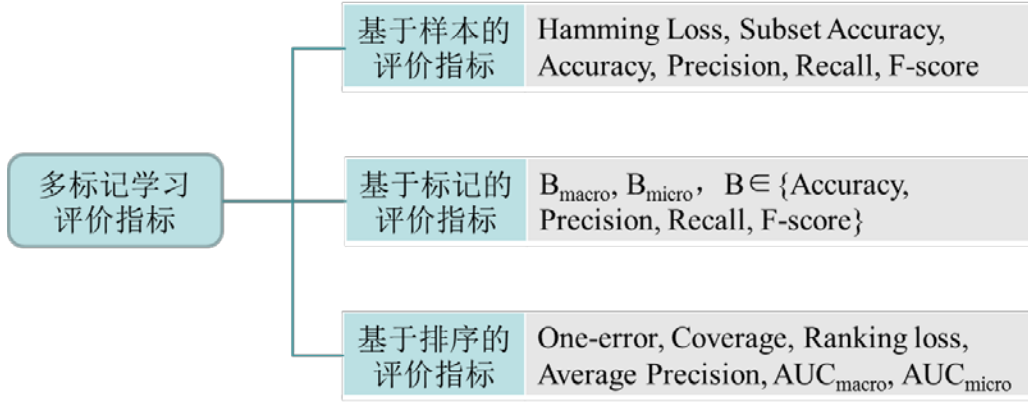 多标记学习
评价指标
基于样本的
评价指标
Hamming Loss, Subset Accuracy,
Accuracy, Precision, Recall, F-score
基于标记的
评价指标
Bmacro, Bmicro, B∈{Accuracy,
Precision, Recall, F-score}
基于排序的
评价指标
One-error, Coverage, Ranking loss,
Average Precision, AUCmacro, AUCmicro